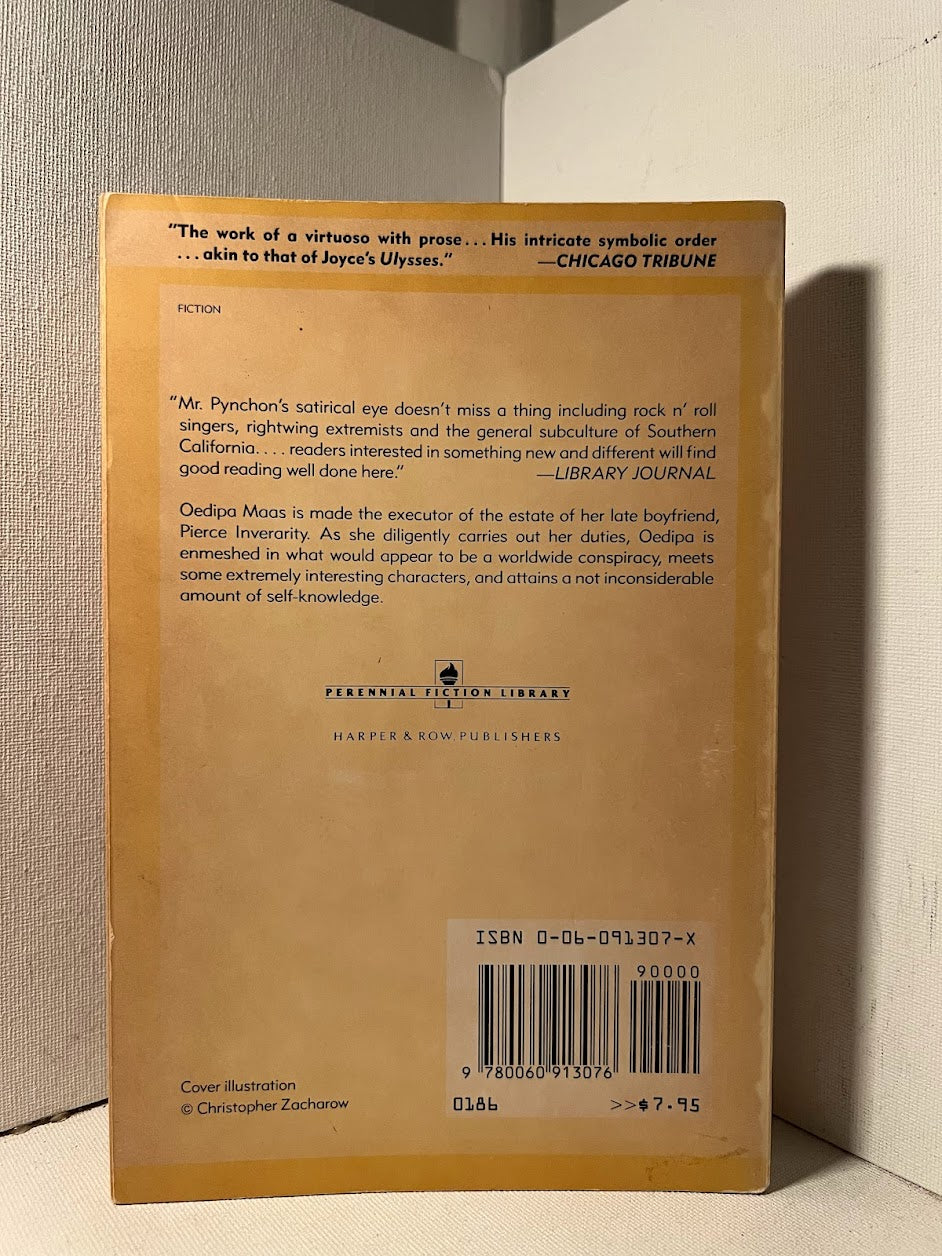 "The work of a virtuoso with prose... His intricate symbolic order
...akin to that of Joyce's Ulysses." —CHICAGO TRIBUNE
FICTION
"Mr. Pynchon's satirical eye doesn't miss a thing including rock n' roll
singers, rightwing extremists and the general subculture of Southern
California.... readers interested in something new and different will find
good reading well done here." —LIBRARY JOURNAL
Oedipa Maas is made the executor of the estate of her late boyfriend,
Pierce Inverarity. As she diligently carries out her duties, Oedipa is
enmeshed in what would appear to be a worldwide conspiracy, meets
some extremely interesting characters, and attains a not inconsiderable
amount of self-knowledge.
PERENNIAL FICTION LIBRARY
HARPER & ROW, PUBLISHERS
ISBN 0-06-091307-X
90000
9 780060 913076
0186 >>$7.95
Cover illustration
© Christopher Zacharow